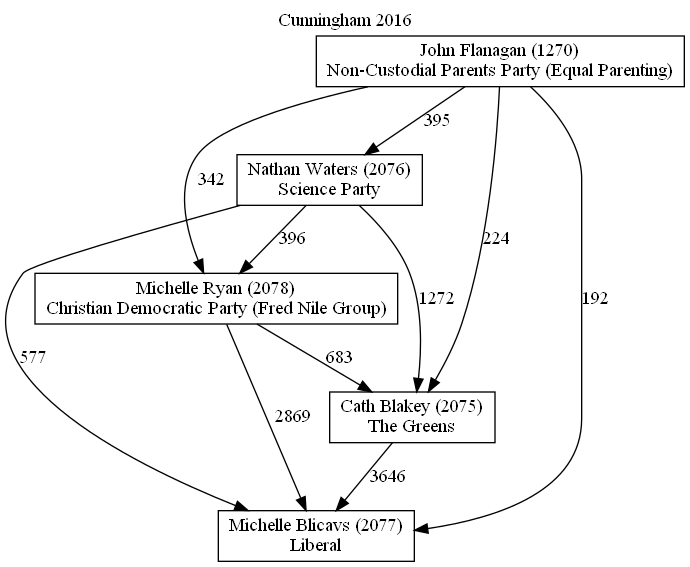 Cunningham 2016
John Flanagan (1270)
Non-Custodial Parents Party (Equal Parenting)
395
Nathan Waters (2076)
Science Party
342
396
224
1272
192
Michelle Ryan (2078)
Christian Democratic Party (Fred Nile Group)
577
683
2869
Cath Blakey (2075)
The Greens
3646
Michelle Blicavs (2077)
Liberal